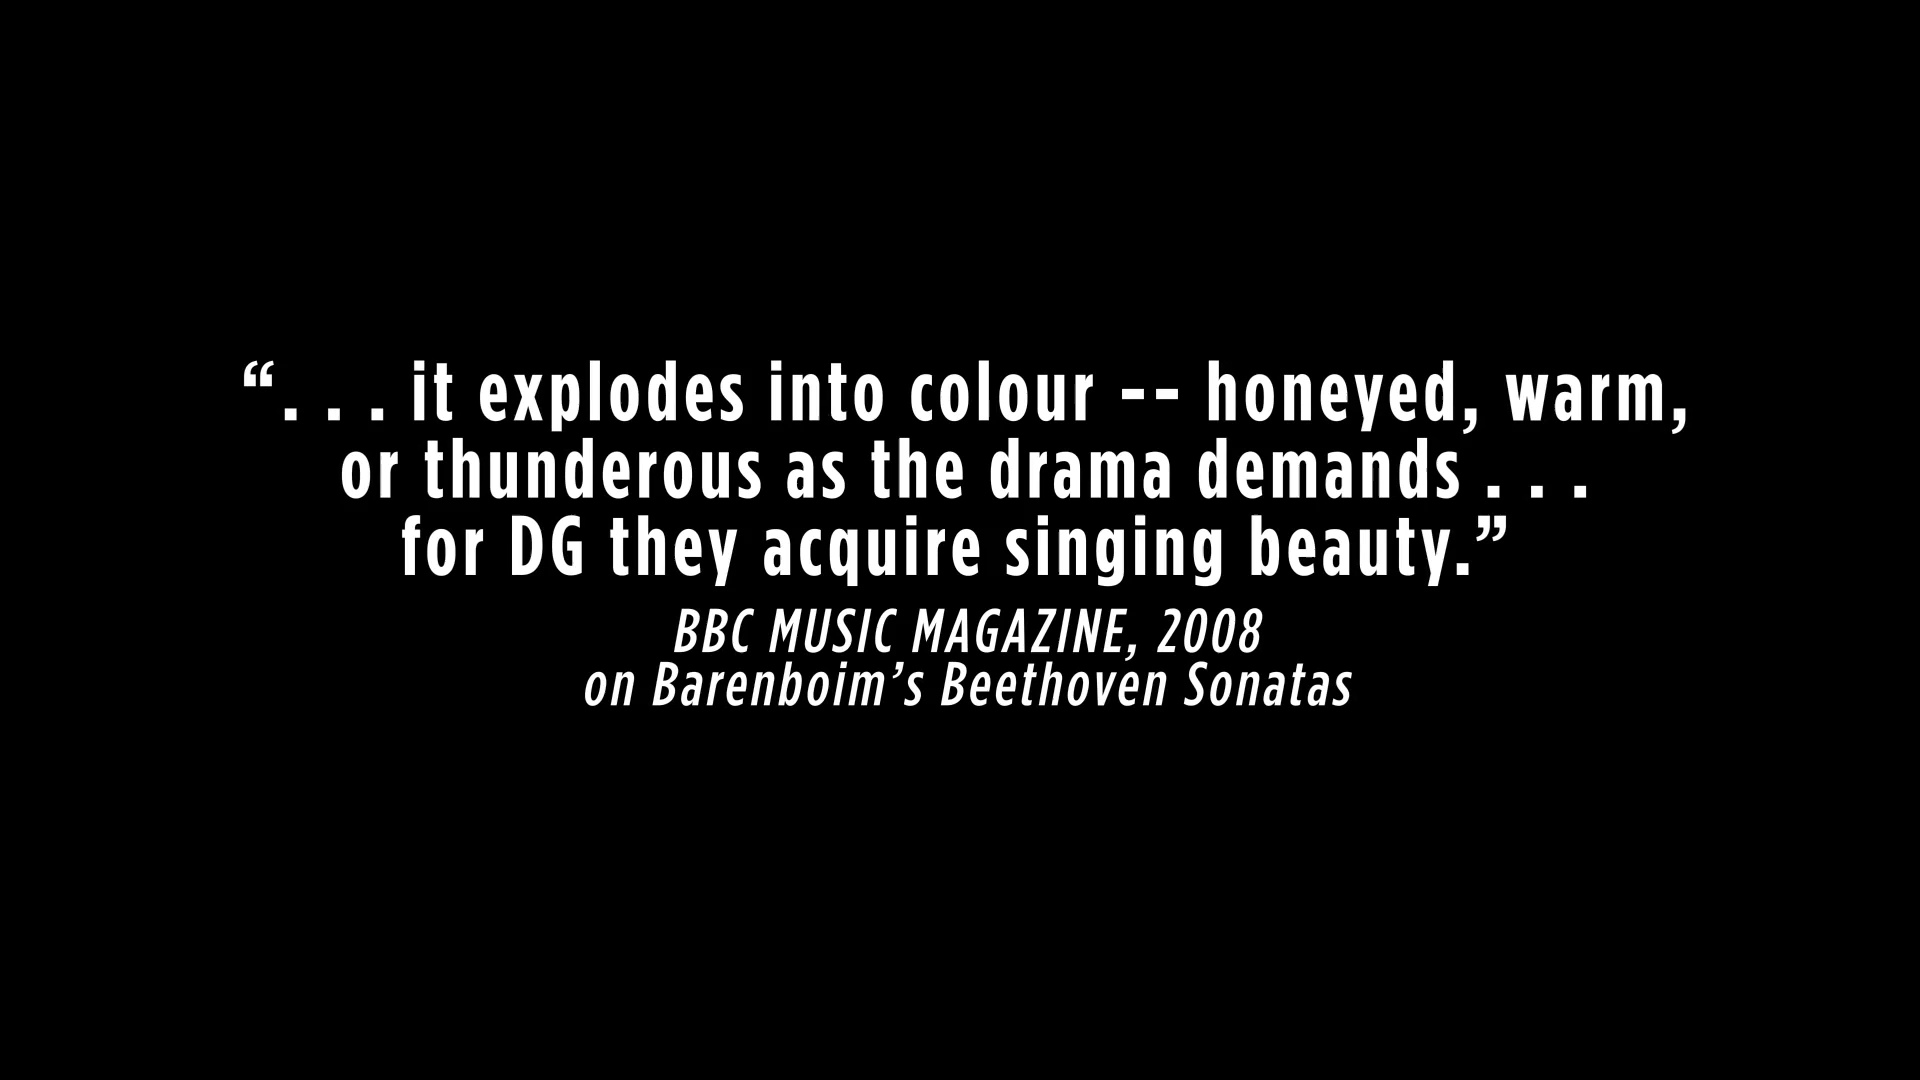 “. . . it explodes into colour -- honeyed, warm,
or thunderous as the drama demands . . .
for DG they acquire singing beauty.”
BBC MUSIC MAGAZINE, 2008
on Barenboim’s Beethoven Sonatas